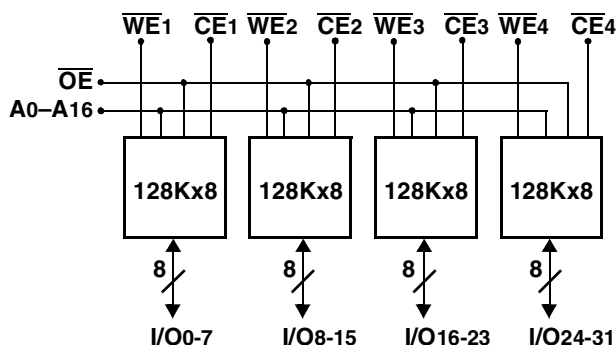 WE1 CE1 WE2 CE2 WE3 CE3 WE4 CE4
OE
A0–A16
128Kx8 128Kx8 128Kx8 128Kx8
8 8 8 8
I/O0-7 I/O8-15 I/O16-23 I/O24-31